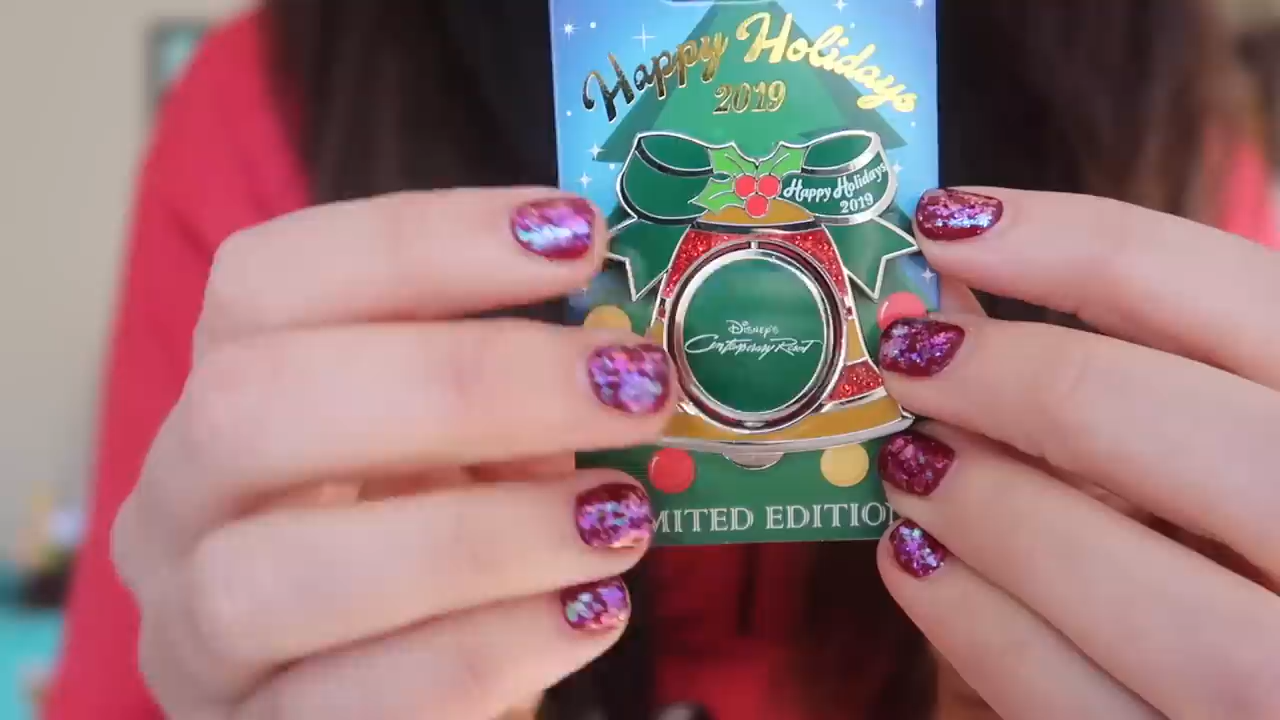 Happy Holidays
2019
Happy Holidays
2019
Disney's
Contemporary Resort
MITED EDITION